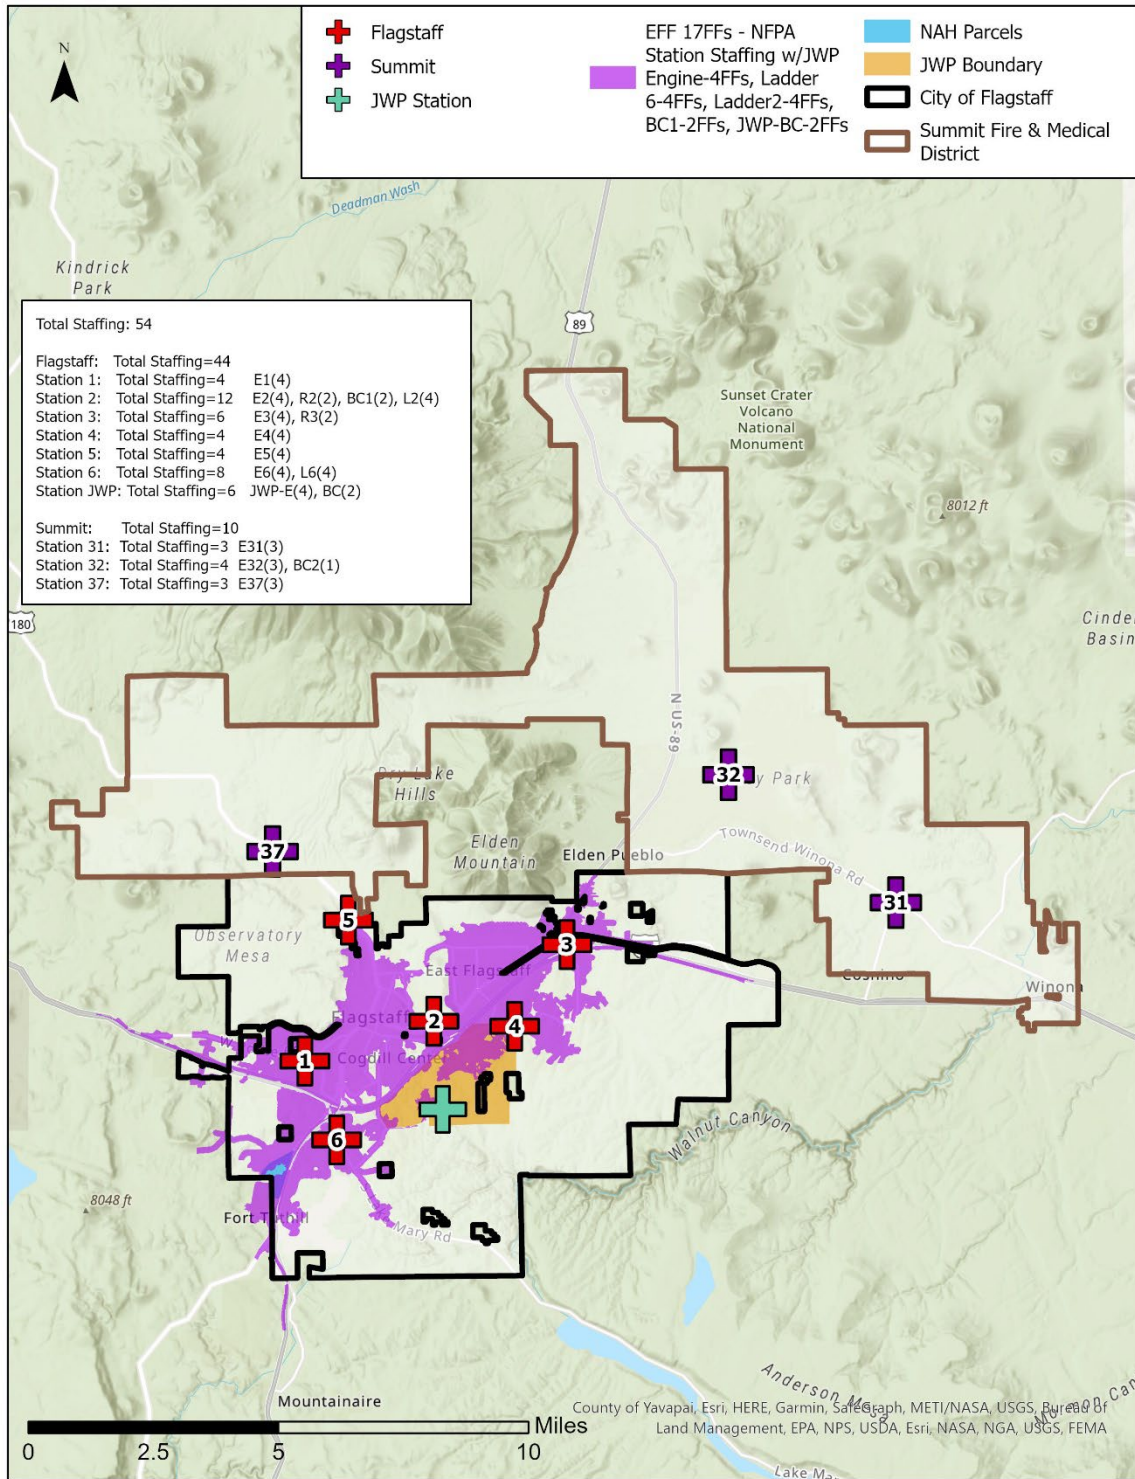 N
Flagstaff
Summit
JWP Station
EFF 17FFs - NFPA
Station Staffing w/JWP
Engine-4FFs, Ladder
6-4FFs, Ladder2-4FFs,
BC1-2FFs, JWP-BC-2FFs
NAH Parcels
JWP Boundary
City of Flagstaff
Summit Fire & Medical
District
Deadman Wash
Kindrick
Park
89
Total Staffing: 54
Flagstaff: Total Staffing=44
Station 1: Total Staffing=4 E1(4)
Station 2: Total Staffing=12 E2(4), R2(2), BC1(2), L2(4)
Station 3: Total Staffing=6 E3(4), R3(2)
Station 4: Total Staffing=4 E4(4)
Station 5: Total Staffing=4 E5(4)
Station 6: Total Staffing=8 E6(4), L6(4)
Station JWP: Total Staffing=6 JWP-E(4), BC(2)
Summit: Total Staffing=10
Station 31: Total Staffing=3 E31(3)
Station 32: Total Staffing=4 E32(3), BC2(1)
Station 37: Total Staffing=3 E37(3)
Sunset Crater
Volcano
National
Monument
8012 ft
180
Cinder
Basin
N US-89
32
Park
Dry Lake
Hills
Elden
Mountain
Elden Pueblo
Townsend Winona Rd
37
31
5
Observatory
Mesa
3
East Flagstaff
Cosnino
Winona
Flagstaff
2
4
1
Cogdill Center
6
Walnut Canyon
8048 ft
Fort Tuthill
Mary Rd
Mountainaire
Anderson Mesa
County of Yavapai, Esri, HERE, Garmin, SafeGraph, METI/NASA, USGS, Bureau of
Land Management, EPA, NPS, USDA, Esri, NASA, NGA, USGS, FEMA
Miles
0 2.5 5 10
Lake Ma